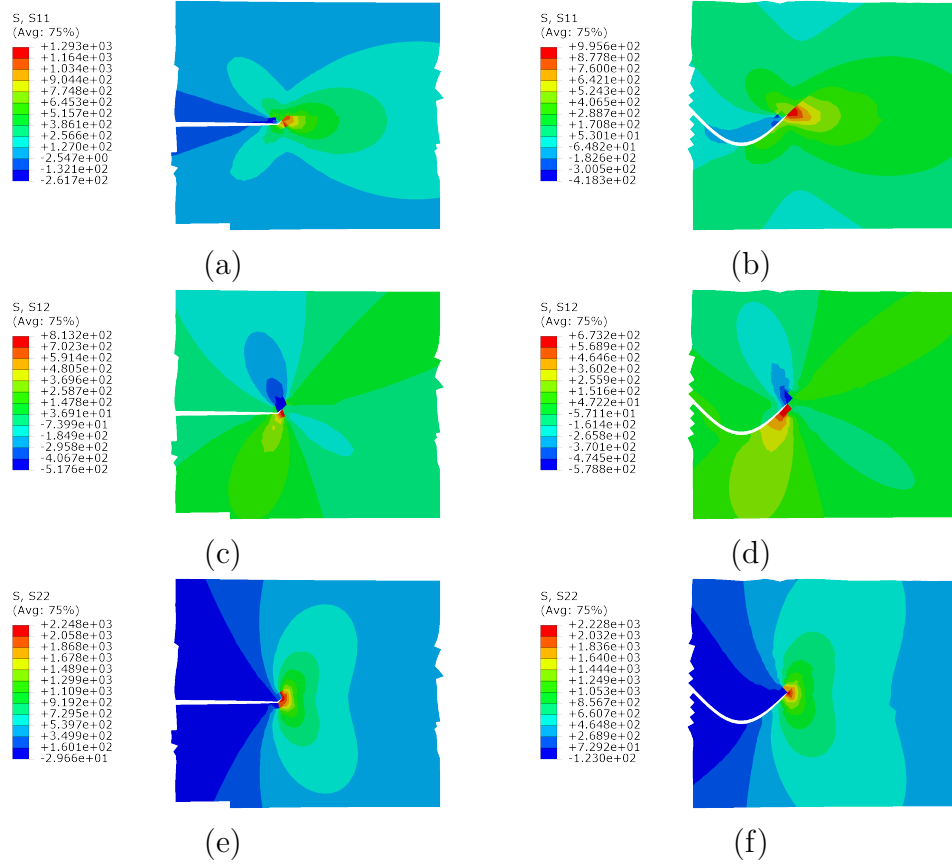 S, S11
(Avg: 75%)
+1.293e+03
+1.164e+03
+1.034e+03
+9.044e+02
+7.748e+02
+6.453e+02
+5.157e+02
+3.861e+02
+2.566e+02
+1.270e+02
-2.547e+00
-1.321e+02
-2.617e+02
(a)
S, S11
(Avg: 75%)
+9.956e+02
+8.778e+02
+7.600e+02
+6.421e+02
+5.243e+02
+4.065e+02
+2.887e+02
+1.708e+02
+5.301e+01
-6.482e+01
-1.826e+02
-3.005e+02
-4.183e+02
(b)
S, S12
(Avg: 75%)
+8.132e+02
+7.023e+02
+5.914e+02
+4.805e+02
+3.696e+02
+2.587e+02
+1.478e+02
+3.691e+01
-7.399e+01
-1.849e+02
-2.958e+02
-4.067e+02
-5.176e+02
(c)
S, S12
(Avg: 75%)
+6.732e+02
+5.689e+02
+4.646e+02
+3.602e+02
+2.559e+02
+1.516e+02
+4.722e+01
-5.711e+01
-1.614e+02
-2.658e+02
-3.701e+02
-4.745e+02
-5.788e+02
(d)
S, S22
(Avg: 75%)
+2.248e+03
+2.058e+03
+1.868e+03
+1.678e+03
+1.489e+03
+1.299e+03
+1.109e+03
+9.192e+02
+7.295e+02
+5.397e+02
+3.499e+02
+1.601e+02
-2.966e+01
(e)
S, S22
(Avg: 75%)
+2.228e+03
+2.032e+03
+1.836e+03
+1.640e+03
+1.444e+03
+1.249e+03
+1.053e+03
+8.567e+02
+6.607e+02
+4.648e+02
+2.689e+02
+7.292e+01
-1.230e+02
(f)